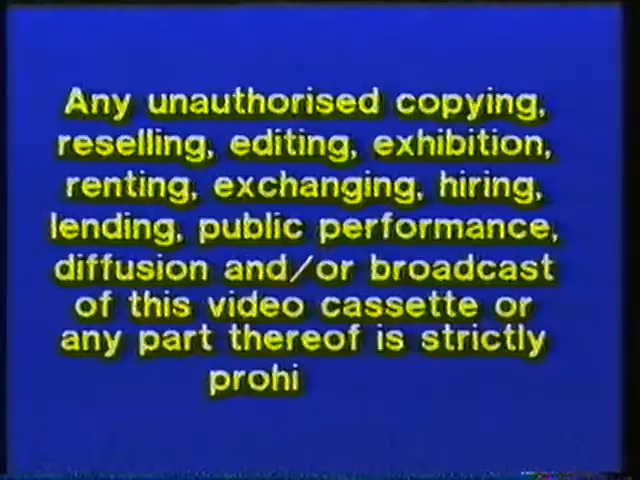 Any unauthorised copying,
reselling, editing, exhibition,
renting, exchanging, hiring,
lending, public performance,
diffusion and/or broadcast
of this video cassette or
any part thereof is strictly
prohi